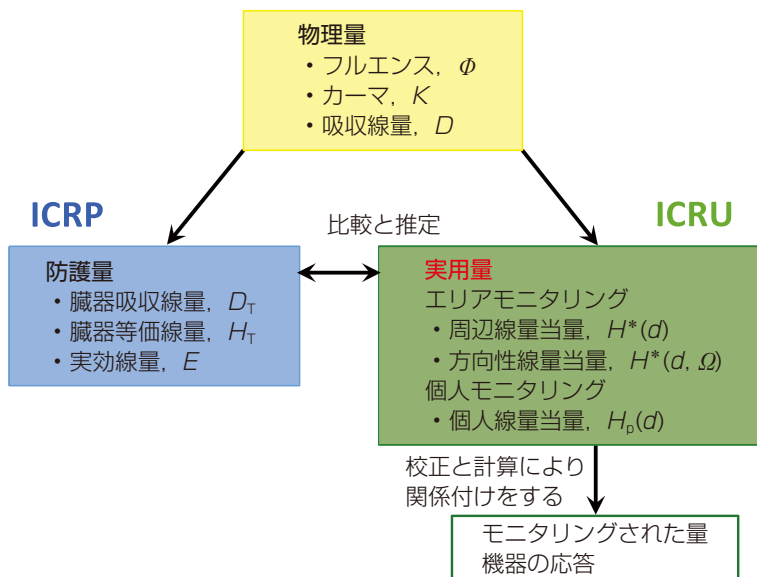 物理量
・フルエンス，Φ
・カーマ，K
・吸収線量，D
ICRP
ICRU
比較と推定
防護量
・臓器吸収線量，D_T
・臓器等価線量，H_T
・実効線量，E
実用量
エリアモニタリング
・周辺線量当量，H*(d)
・方向性線量当量，H*(d, Ω)
個人モニタリング
・個人線量当量，H_p(d)
校正と計算により
関係付けをする
モニタリングされた量
機器の応答